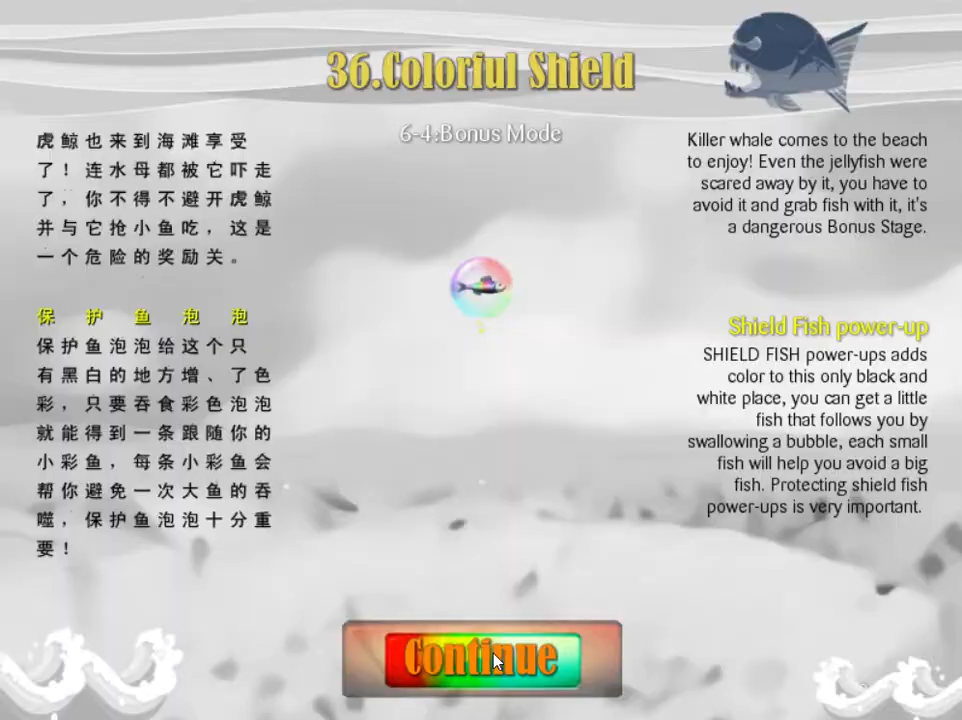 36.Colorful Shield
6-4:Bonus Mode
虎鲸也来到海滩享受
了！连水母都被它吓走
了，你不得不避开虎鲸
并与它抢小鱼吃，这是
一个危险的奖励关。
保护鱼泡泡
保护鱼泡泡给这个只
有黑白的地方增、了色
彩，只要吞食彩色泡泡
就能得到一条跟随你的
小彩鱼，每条小彩鱼会
帮你避免一次大鱼的吞
噬，保护鱼泡泡十分重
要！
Killer whale comes to the beach
to enjoy! Even the jellyfish were
scared away by it, you have to
avoid it and grab fish with it, it's
a dangerous Bonus Stage.
Shield Fish power-up
SHIELD FISH power-ups adds
color to this only black and
white place, you can get a little
fish that follows you by
swallowing a bubble, each small
fish will help you avoid a big
fish. Protecting shield fish
power-ups is very important.
Continue